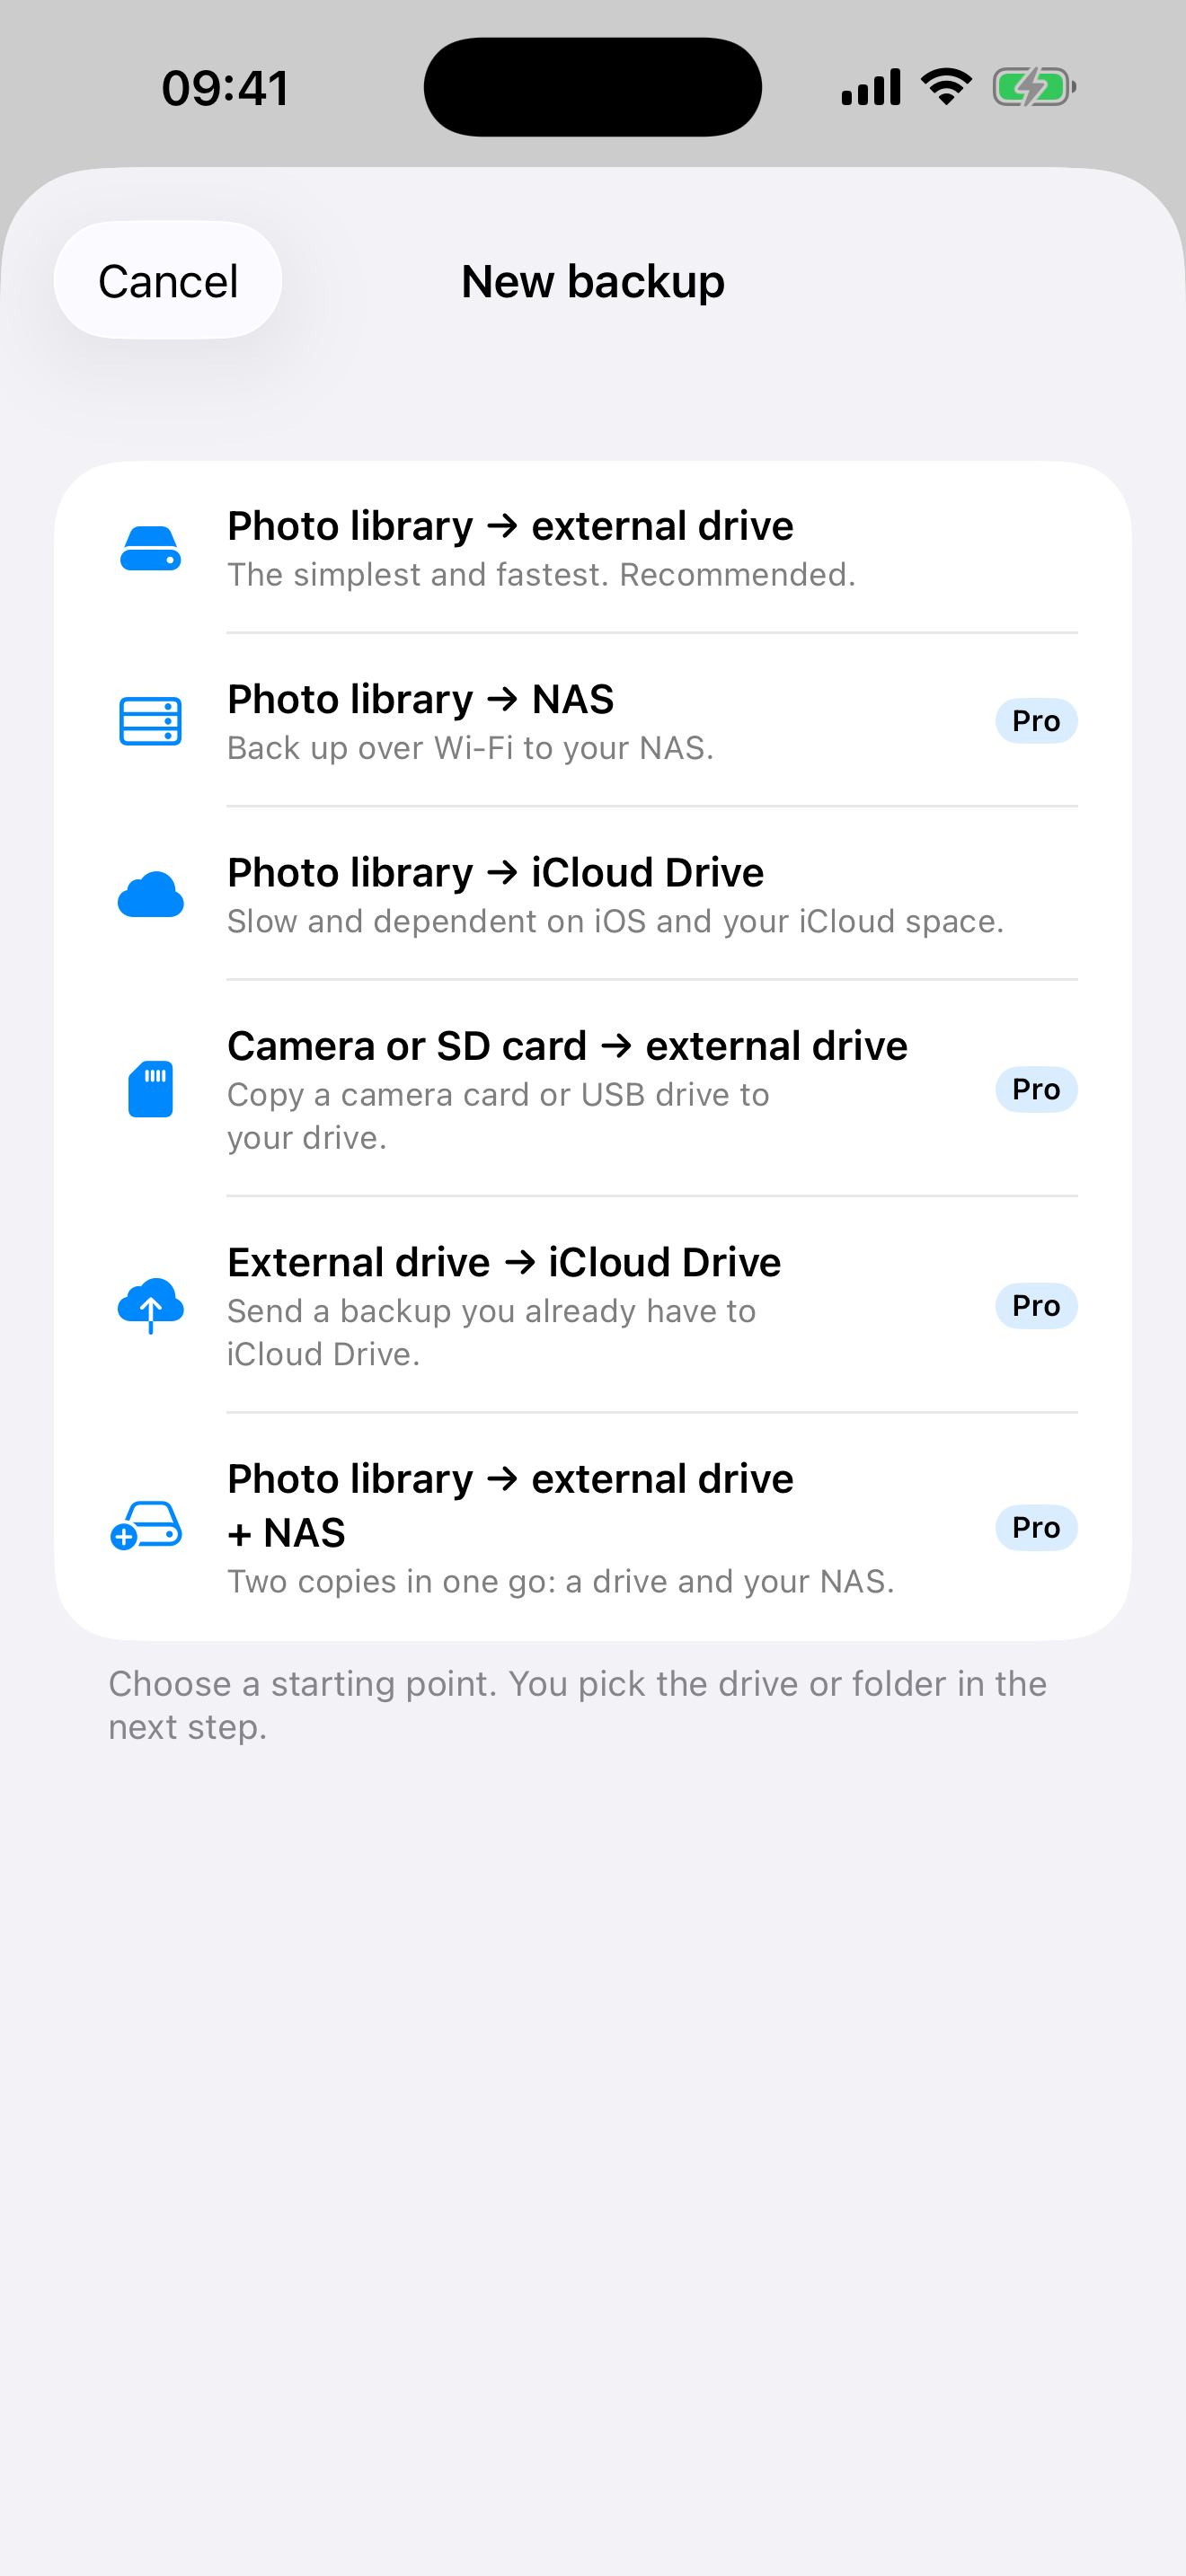 09:41
Cancel
New backup
Photo library → external drive
The simplest and fastest. Recommended.
Photo library → NAS
Back up over Wi-Fi to your NAS.
Pro
Photo library → iCloud Drive
Slow and dependent on iOS and your iCloud space.
Camera or SD card → external drive
Copy a camera card or USB drive to
your drive.
Pro
External drive → iCloud Drive
Send a backup you already have to
iCloud Drive.
Pro
Photo library → external drive
+ NAS
Two copies in one go: a drive and your NAS.
Pro
Choose a starting point. You pick the drive or folder in the
next step.